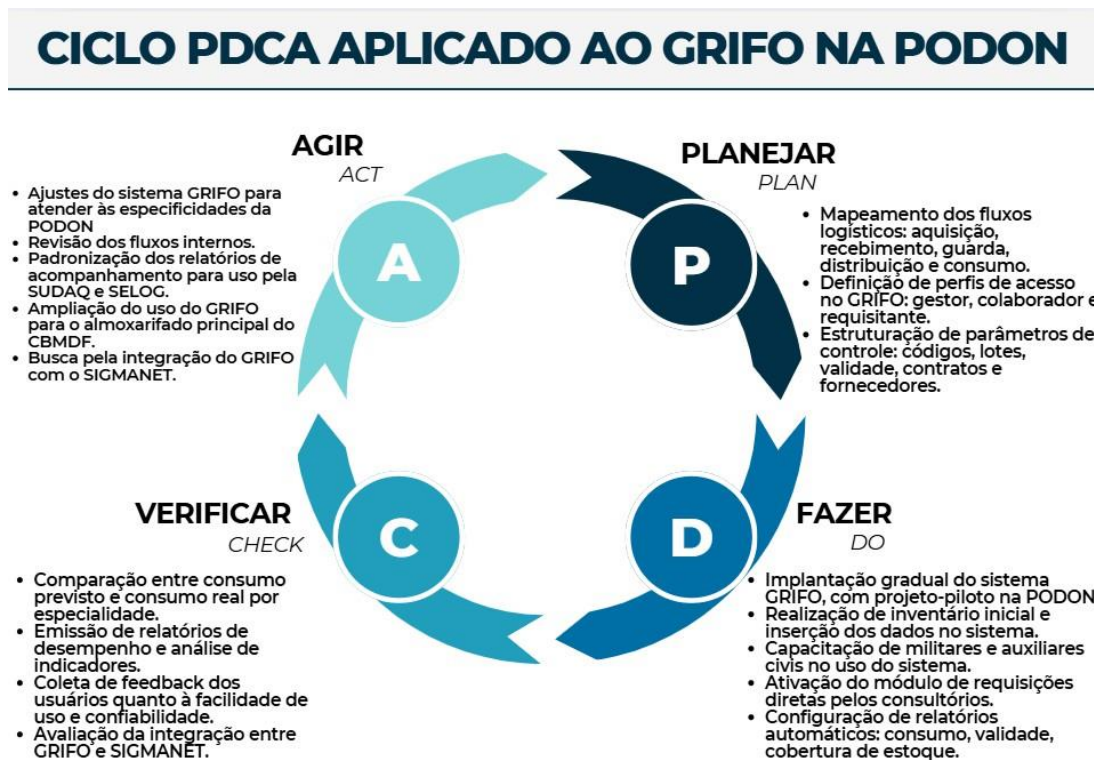 CICLO PDCA APLICADO AO GRIFO NA PODON
AGIR
ACT
• Ajustes do sistema GRIFO para
atender às especificidades da
PODON
• Revisão dos fluxos internos.
• Padronização dos relatórios de
acompanhamento para uso pela
SUDAQ e SELOG.
• Ampliação do uso do GRIFO
para o almoxarifado principal do
CBMDF.
• Busca pela integração do GRIFO
com o SIGMANET.
A
PLANEJAR
PLAN
• Mapeamento dos fluxos
logísticos: aquisição,
recebimento, guarda,
distribuição e consumo.
• Definição de perfis de acesso
no GRIFO: gestor, colaborador e
requisitante.
• Estruturação de parâmetros de
controle: códigos, lotes,
validade, contratos e
fornecedores.
P
VERIFICAR
CHECK
• Comparação entre consumo
previsto e consumo real por
especialidade.
• Emissão de relatórios de
desempenho e análise de
indicadores.
• Coleta de feedback dos
usuários quanto à facilidade de
uso e confiabilidade.
• Avaliação da integração entre
GRIFO e SIGMANET.
C
FAZER
DO
• Implantação gradual do sistema
GRIFO, com projeto-piloto na PODON
• Realização de inventário inicial e
inserção dos dados no sistema.
• Capacitação de militares e auxiliares
civis no uso do sistema.
• Ativação do módulo de requisições
diretas pelos consultórios.
• Configuração de relatórios
automáticos: consumo, validade,
cobertura de estoque.
D